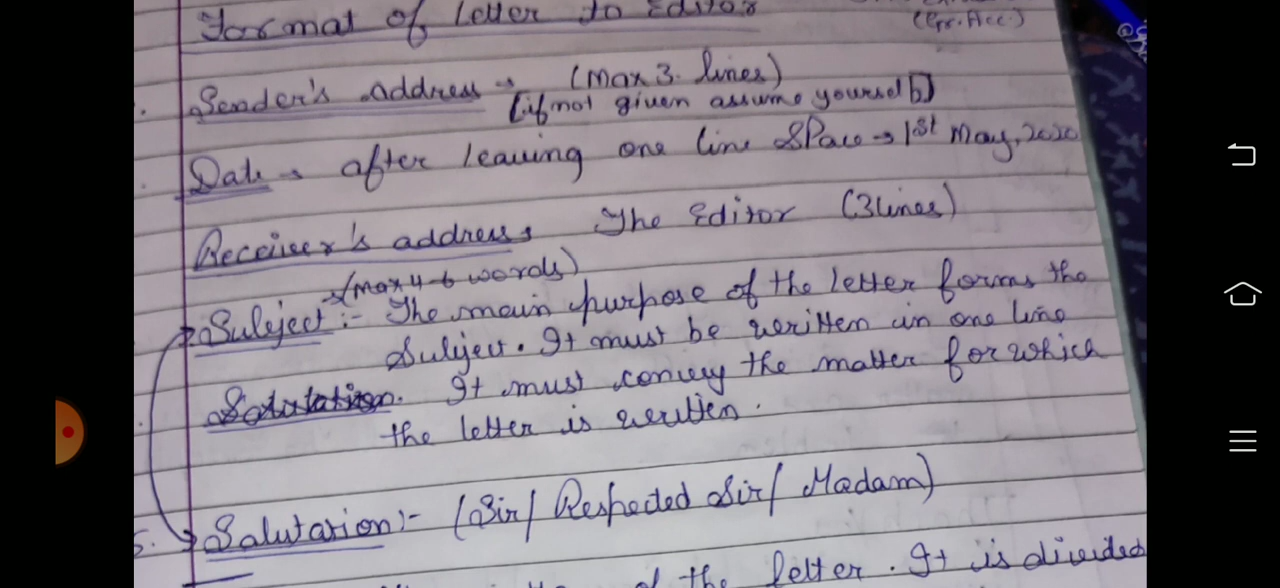 Format of Letter to Editor
(Err. Acc.)
Sender's address → (Max 3. lines)
[if not given assume yourself]
Date → after leaving one line space → 1st May, 2020
Receiver's address, The Editor (3 lines)
(Max 4-6 words)
Subject :- The main purpose of the letter forms the
Subject. It must be written in one line
Salutation. It must convey the matter for which
the letter is written.
5. Salutation :- (Sir/ Respected Sir/ Madam)
of the letter. It is divided